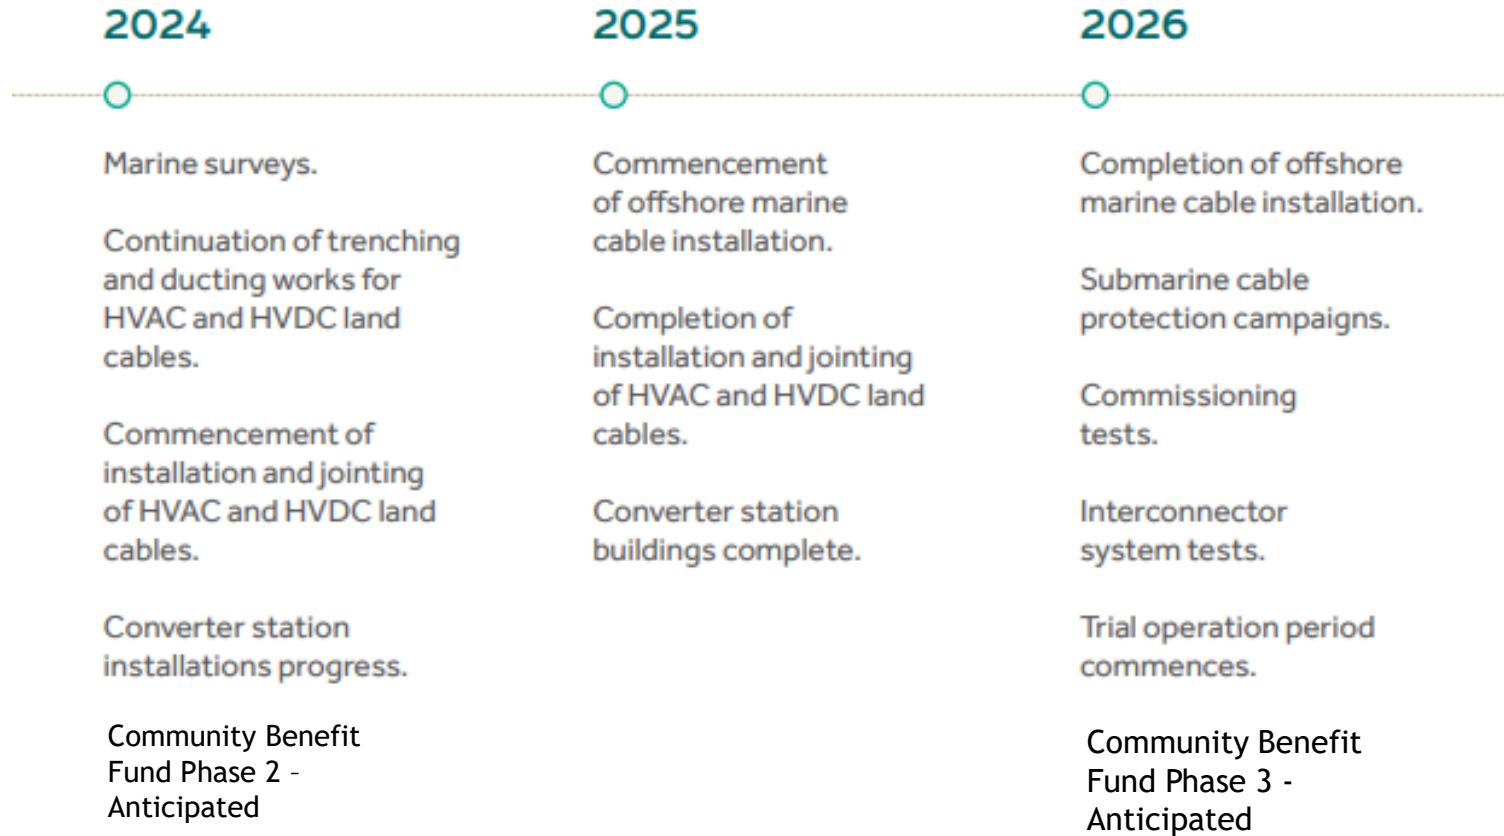 2024
Marine surveys.
Continuation of trenching
and ducting works for
HVAC and HVDC land
cables.
Commencement of
installation and jointing
of HVAC and HVDC land
cables.
Converter station
installations progress.
Community Benefit
Fund Phase 2 –
Anticipated
2025
Commencement
of offshore marine
cable installation.
Completion of
installation and jointing
of HVAC and HVDC land
cables.
Converter station
buildings complete.
2026
Completion of offshore
marine cable installation.
Submarine cable
protection campaigns.
Commissioning
tests.
Interconnector
system tests.
Trial operation period
commences.
Community Benefit
Fund Phase 3 -
Anticipated